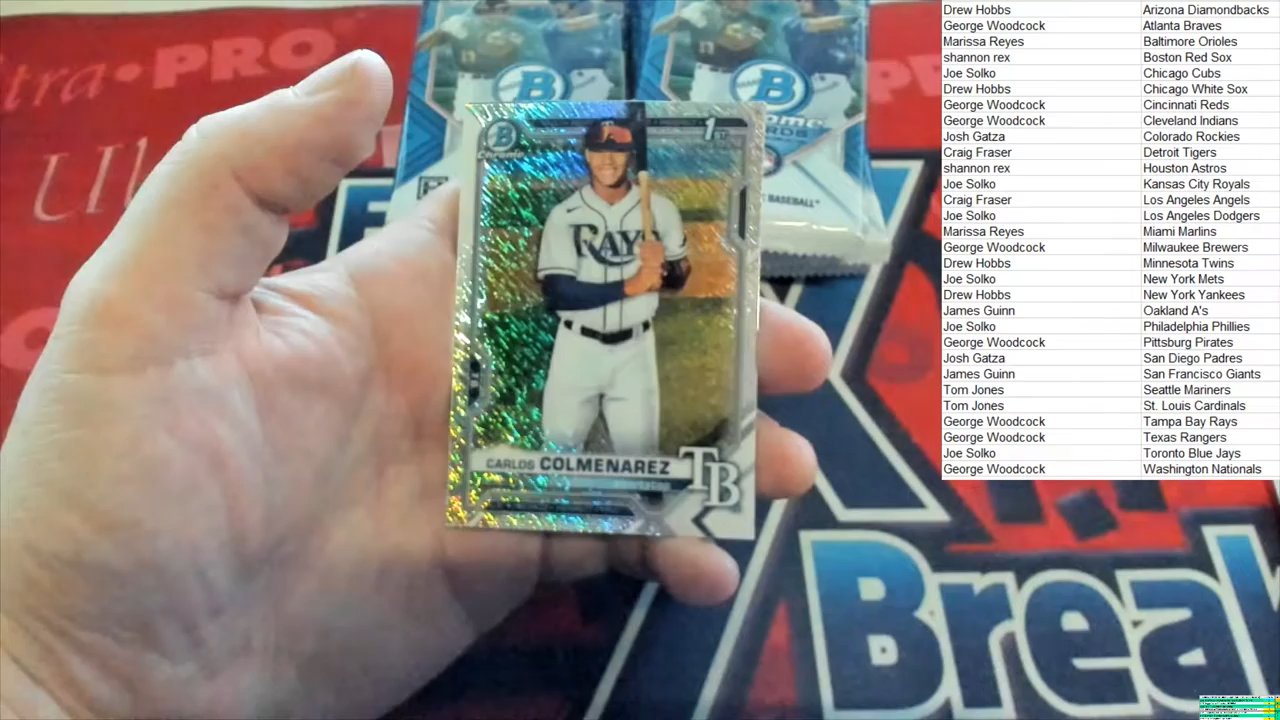 Drew Hobbs Arizona Diamondbacks
George Woodcock Atlanta Braves
Marissa Reyes Baltimore Orioles
shannon rex Boston Red Sox
Joe Solko Chicago Cubs
Drew Hobbs Chicago White Sox
George Woodcock Cincinnati Reds
George Woodcock Cleveland Indians
Josh Gatza Colorado Rockies
Craig Fraser Detroit Tigers
shannon rex Houston Astros
Joe Solko Kansas City Royals
Craig Fraser Los Angeles Angels
Joe Solko Los Angeles Dodgers
Marissa Reyes Miami Marlins
George Woodcock Milwaukee Brewers
Drew Hobbs Minnesota Twins
Joe Solko New York Mets
Drew Hobbs New York Yankees
James Guinn Oakland A's
Joe Solko Philadelphia Phillies
George Woodcock Pittsburg Pirates
Josh Gatza San Diego Padres
James Guinn San Francisco Giants
Tom Jones Seattle Mariners
Tom Jones St. Louis Cardinals
George Woodcock Tampa Bay Rays
George Woodcock Texas Rangers
Joe Solko Toronto Blue Jays
George Woodcock Washington Nationals
tra•PRO
Ul
B
B
BASEBALL
B
Chrome
1ST
RAYS
CARLOS COLMENAREZ
TB
Break